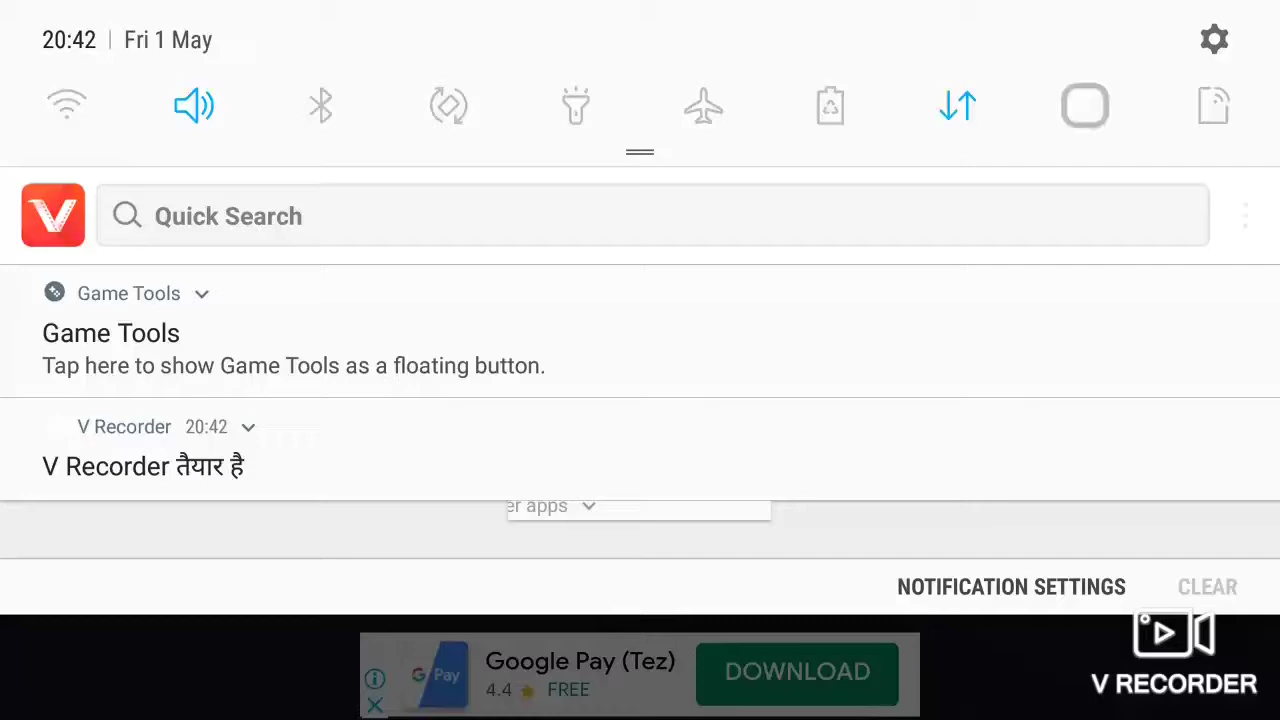 20:42 | Fri 1 May
Quick Search
Game Tools
Game Tools
Tap here to show Game Tools as a floating button.
V Recorder 20:42
V Recorder तैयार है
er apps
NOTIFICATION SETTINGS CLEAR
G Pay
Google Pay (Tez)
4.4 FREE
DOWNLOAD
V RECORDER